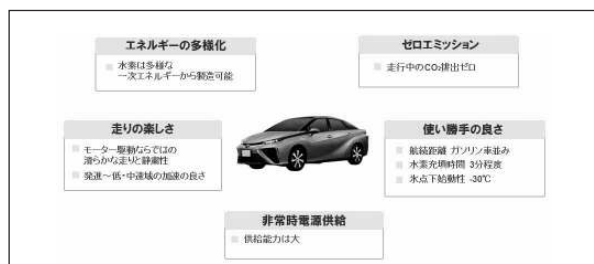 エネルギーの多様化
水素は多様な
一次エネルギーから製造可能
ゼロエミッション
走行中のCO₂排出ゼロ
走りの楽しさ
モーター駆動ならではの
滑らかな走りと静粛性
発進～低・中速域の加速の良さ
使い勝手の良さ
航続距離 ガソリン車並み
水素充填時間 3分程度
氷点下始動性 -30℃
非常時電源供給
供給能力は大